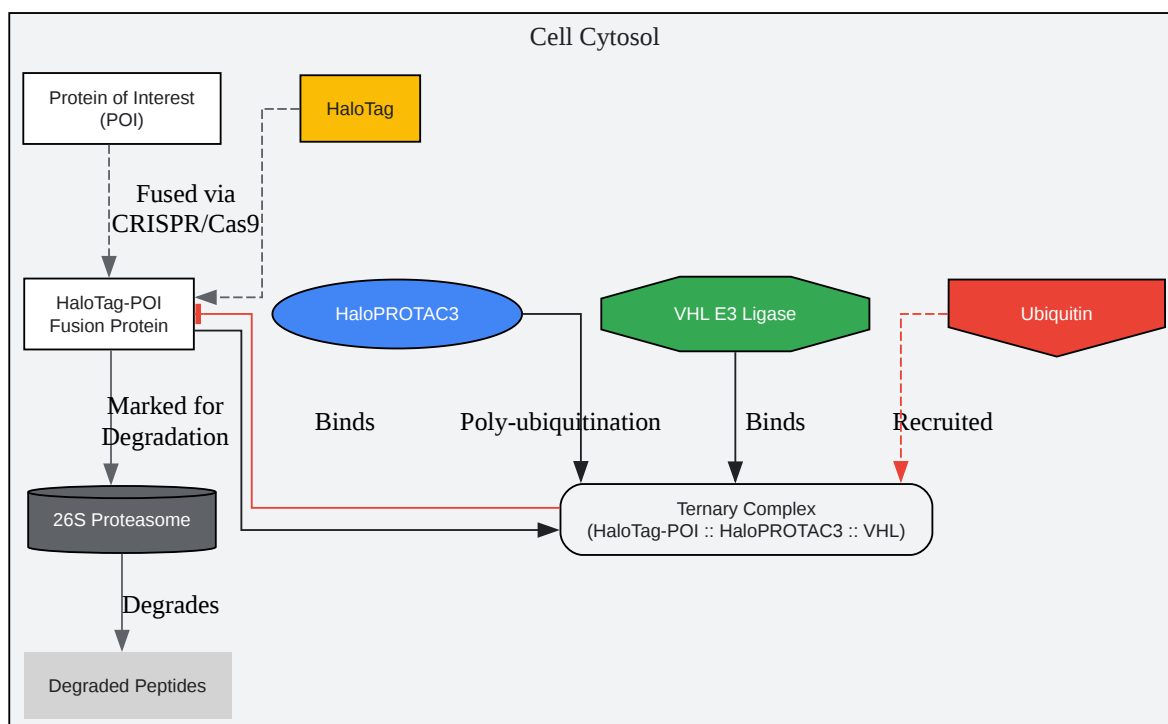 Cell Cytosol
Protein of Interest
(POI)
HaloTag
Fused via
CRISPR/Cas9
HaloTag-POI
Fusion Protein
HaloPROTAC3
VHL E3 Ligase
Ubiquitin
Marked for
Degradation
Binds
Poly-ubiquitination
Binds
Recruited
26S Proteasome
Ternary Complex
(HaloTag-POI :: HaloPROTAC3 :: VHL)
Degrades
Degraded Peptides